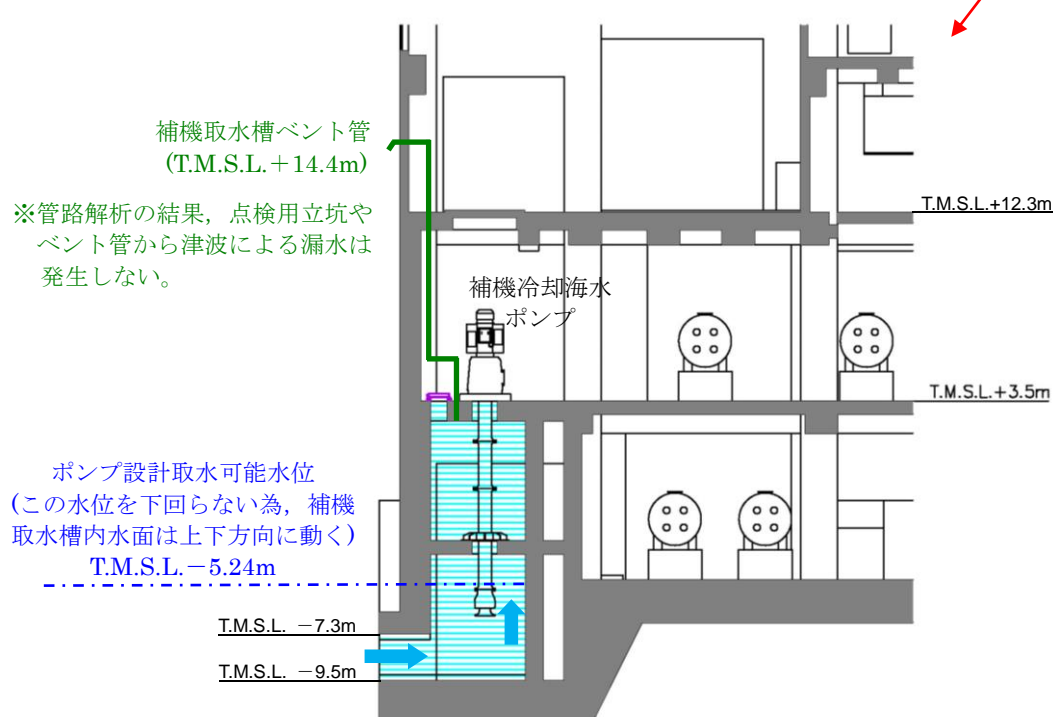 補機取水槽ベント管
(T.M.S.L.＋14.4m)
※管路解析の結果，点検用立坑や
ベント管から津波による漏水は
発生しない。
T.M.S.L.+12.3m
補機冷却海水
ポンプ
T.M.S.L.+3.5m
ポンプ設計取水可能水位
(この水位を下回らない為，補機
取水槽内水面は上下方向に動く)
T.M.S.L.－5.24m
T.M.S.L. －7.3m
T.M.S.L. －9.5m